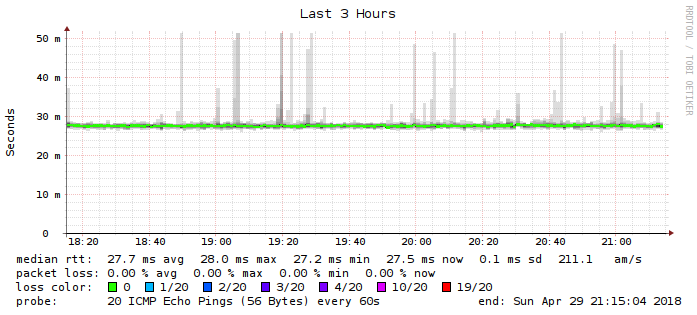 Last 3 Hours
RRDTOOL / TOBI OETIKER
Seconds
50 m
40 m
30 m
20 m
10 m
0
18:20 18:40 19:00 19:20 19:40 20:00 20:20 20:40 21:00
median rtt: 27.7 ms avg 28.0 ms max 27.2 ms min 27.5 ms now 0.1 ms sd 211.1 am/s
packet loss: 0.00 % avg 0.00 % max 0.00 % min 0.00 % now
loss color: 0 1/20 2/20 3/20 4/20 10/20 19/20
probe: 20 ICMP Echo Pings (56 Bytes) every 60s end: Sun Apr 29 21:15:04 2018